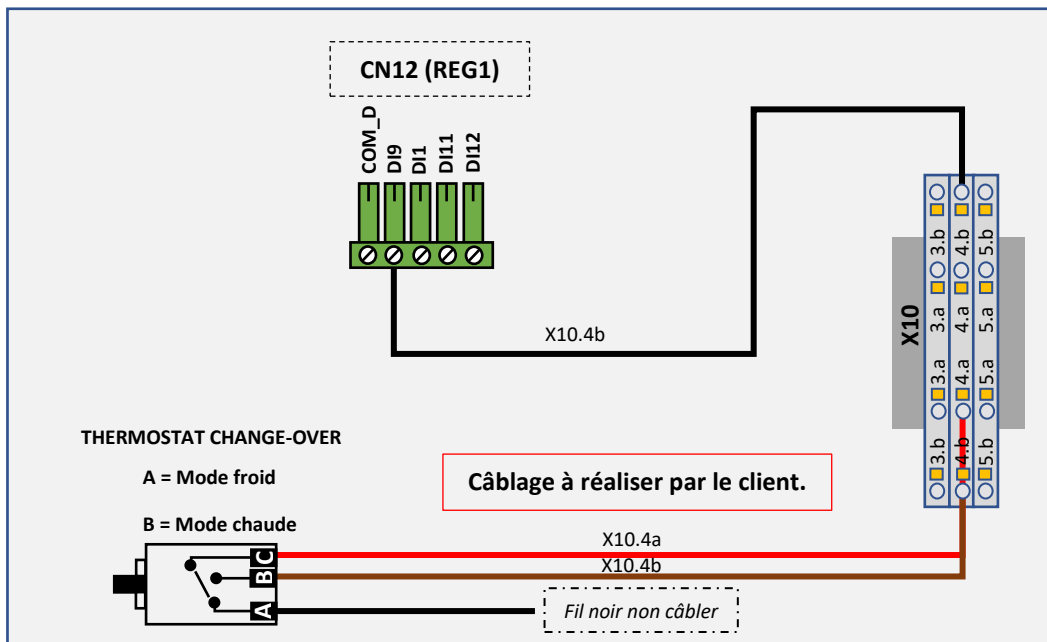 CN12 (REG1)
COM_D
DI9
DI1
DI11
DI12
X10.4b
X10
3.b
4.b
5.b
3.a
4.a
5.a
3.a
4.a
5.a
3.b
4.b
5.b
THERMOSTAT CHANGE-OVER
A = Mode froid
B = Mode chaude
Câblage à réaliser par le client.
X10.4a
X10.4b
C
B
A
Fil noir non câbler